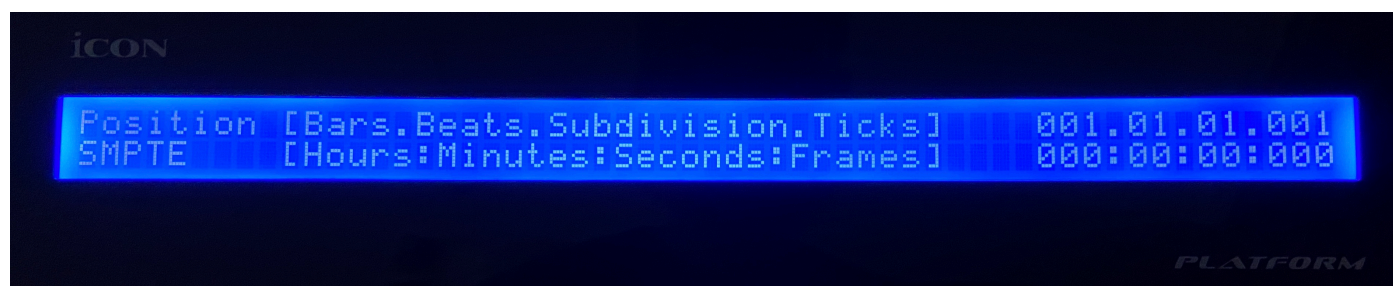 iCON
Position [Bars.Beats.Subdivision.Ticks] 001.01.01.001
SMPTE [Hours:Minutes:Seconds:Frames] 000:00:00:000
PLATFORM